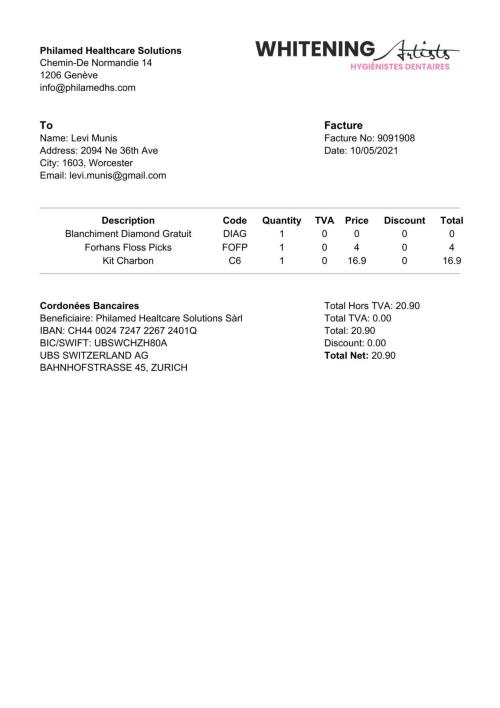 Philamed Healthcare Solutions
Chemin-De Normandie 14
1206 Genève
info@philamedhs.com
WHITENING Artists
HYGIÉNISTES DENTAIRES
To
Name: Levi Munis
Address: 2094 Ne 36th Ave
City: 1603, Worcester
Email: levi.munis@gmail.com
Facture
Facture No: 9091908
Date: 10/05/2021
Description Code Quantity TVA Price Discount Total
Blanchiment Diamond Gratuit DIAG 1 0 0 0 0
Forhans Floss Picks FOFP 1 0 4 0 4
Kit Charbon C6 1 0 16.9 0 16.9
Cordonées Bancaires
Beneficiaire: Philamed Healtcare Solutions Sàrl
IBAN: CH44 0024 7247 2267 2401Q
BIC/SWIFT: UBSWCHZH80A
UBS SWITZERLAND AG
BAHNHOFSTRASSE 45, ZURICH
Total Hors TVA: 20.90
Total TVA: 0.00
Total: 20.90
Discount: 0.00
Total Net: 20.90